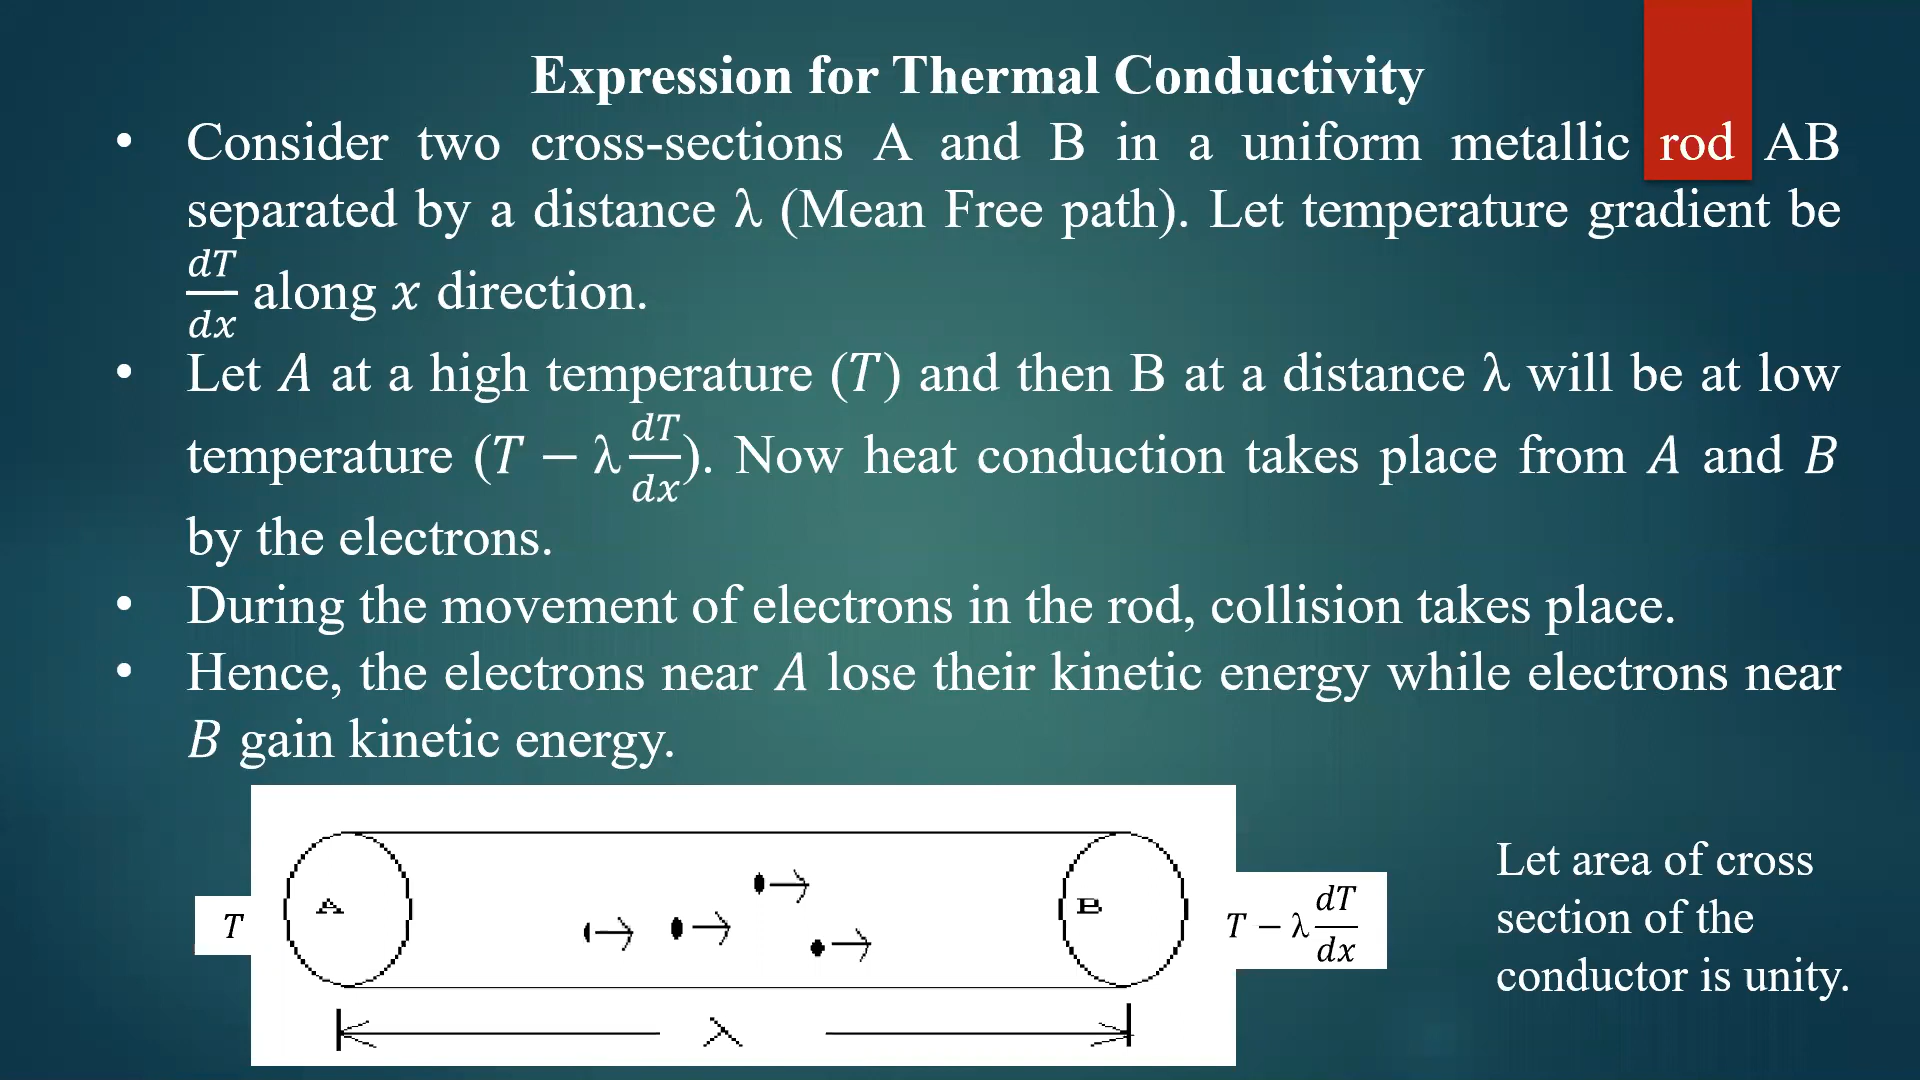 Expression for Thermal Conductivity
• Consider two cross-sections A and B in a uniform metallic rod AB
separated by a distance λ (Mean Free path). Let temperature gradient be
dT/dx along x direction.
• Let A at a high temperature (T) and then B at a distance λ will be at low
temperature (T − λ dT/dx). Now heat conduction takes place from A and B
by the electrons.
• During the movement of electrons in the rod, collision takes place.
• Hence, the electrons near A lose their kinetic energy while electrons near
B gain kinetic energy.
T
A
B
T − λ dT/dx
λ
Let area of cross
section of the
conductor is unity.